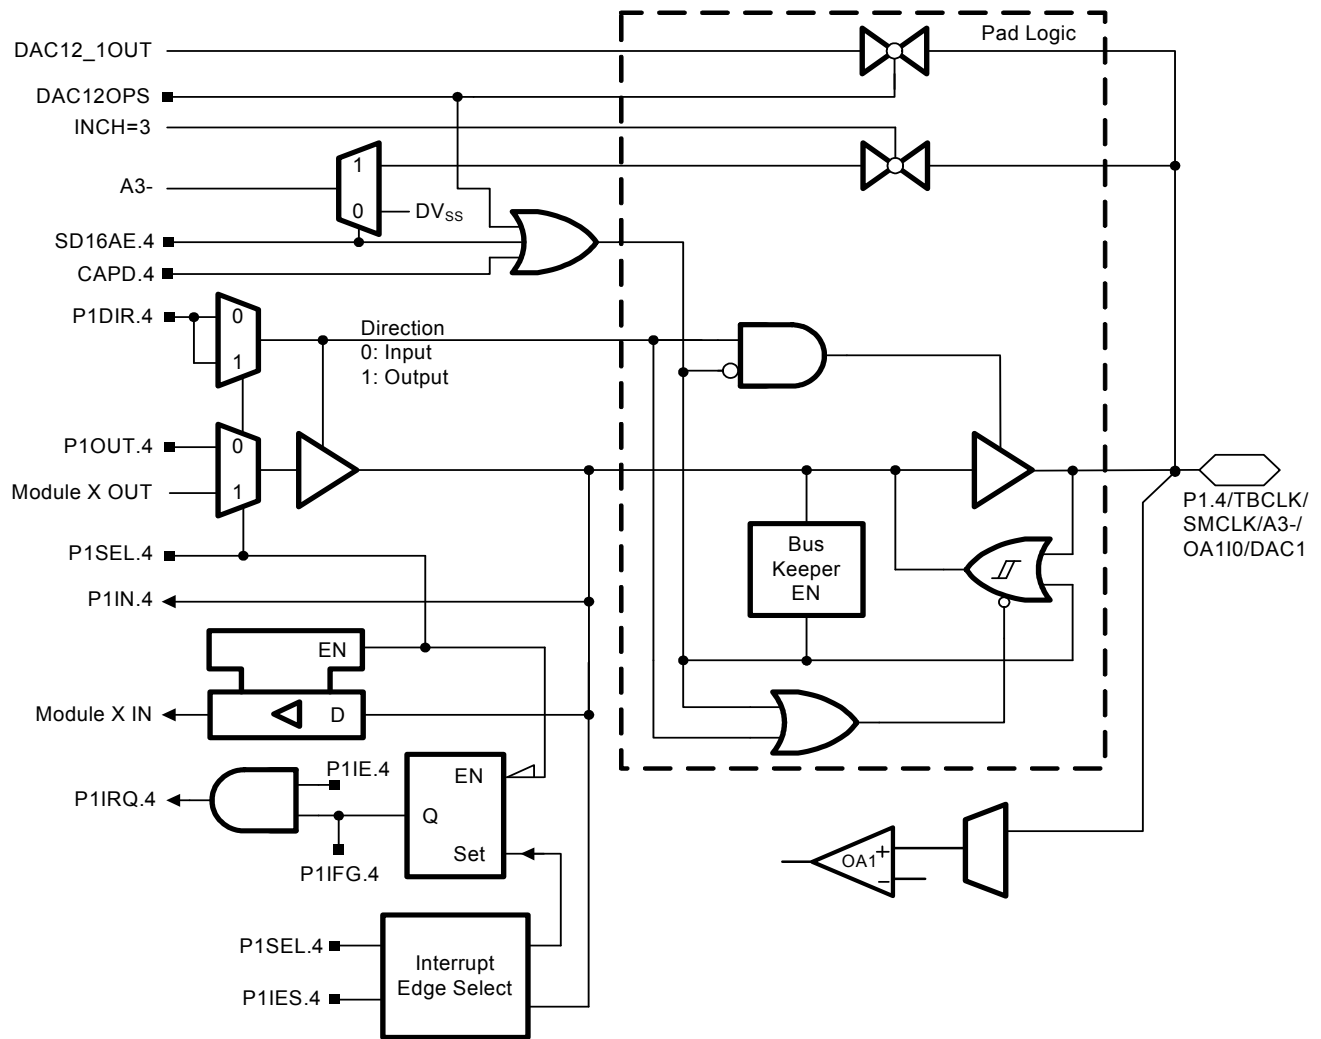 Pad Logic
DAC12_1OUT
DAC12OPS
INCH=3
A3-
1
0
DVSS
SD16AE.4
CAPD.4
P1DIR.4
0
1
Direction
0: Input
1: Output
P1OUT.4
0
Module X OUT
1
P1SEL.4
P1IN.4
Bus
Keeper
EN
P1.4/TBCLK/
SMCLK/A3-/
OA1I0/DAC1
EN
Module X IN
D
P1IE.4
P1IRQ.4
EN
Q
Set
P1IFG.4
OA1
+
−
P1SEL.4
P1IES.4
Interrupt
Edge Select